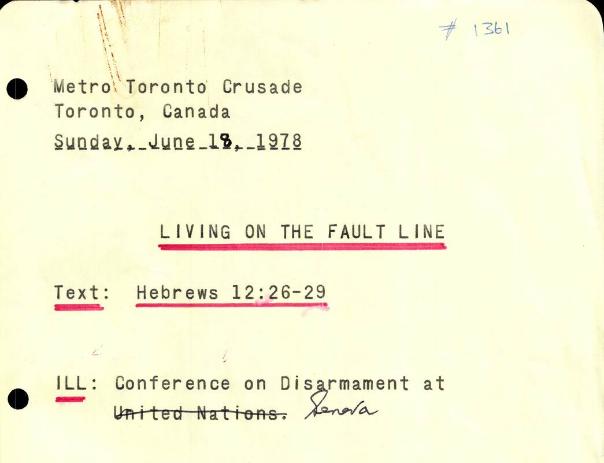 # 1361
Metro Toronto Crusade
Toronto, Canada
Sunday, June 18, 1978
LIVING ON THE FAULT LINE
Text: Hebrews 12:26-29
ILL: Conference on Disarmament at
United Nations. Geneva